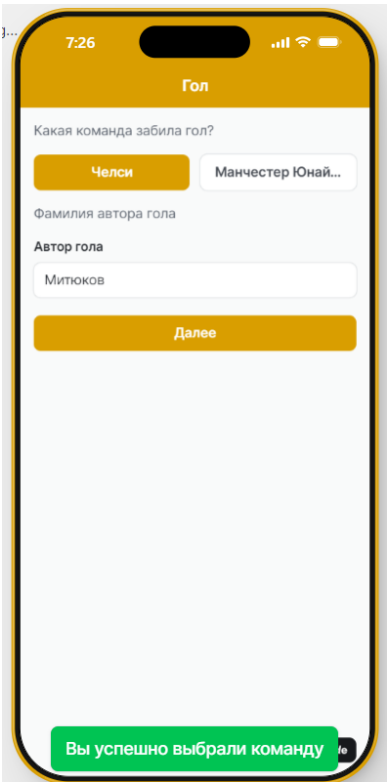 7:26
Гол
Какая команда забила гол?
Челси
Манчестер Юнай...
Фамилия автора гола
Автор гола
Митюков
Далее
Вы успешно выбрали команду